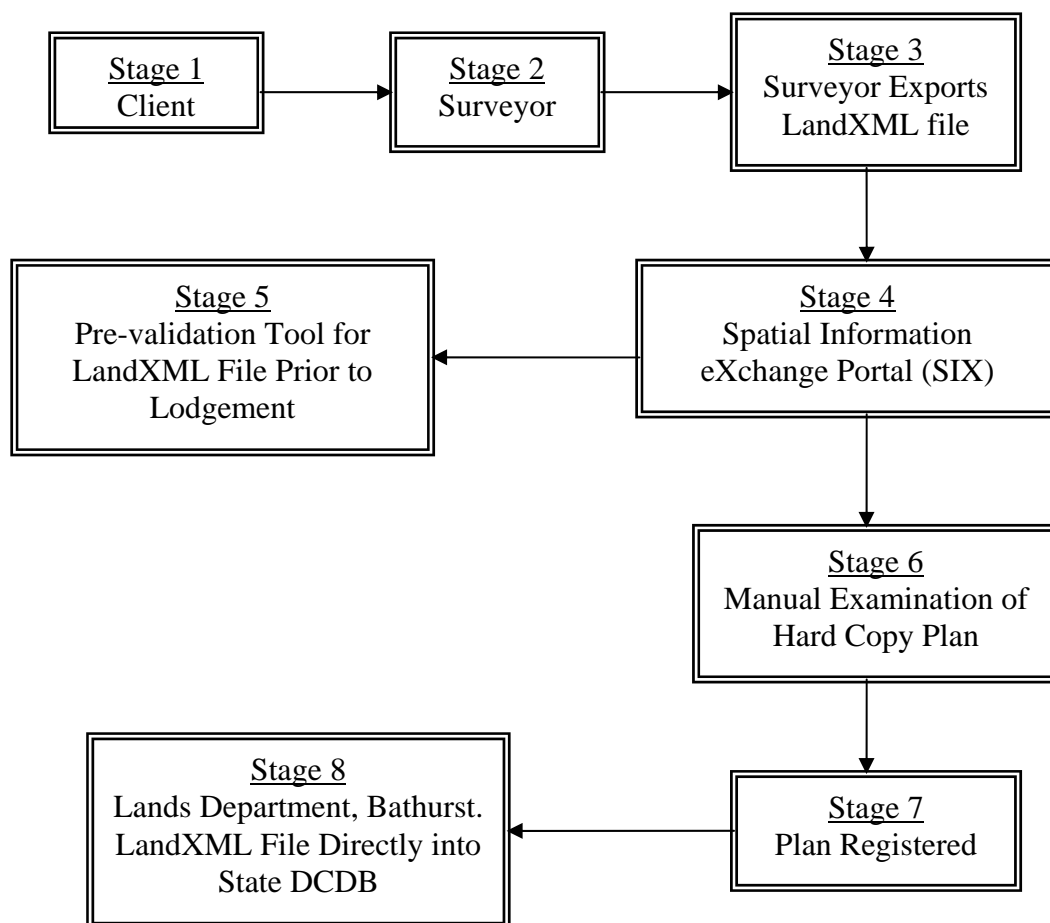 Stage 1
Client
Stage 2
Surveyor
Stage 3
Surveyor Exports
LandXML file
Stage 4
Spatial Information
eXchange Portal (SIX)
Stage 5
Pre-validation Tool for
LandXML File Prior to
Lodgement
Stage 6
Manual Examination of
Hard Copy Plan
Stage 7
Plan Registered
Stage 8
Lands Department, Bathurst.
LandXML File Directly into
State DCDB